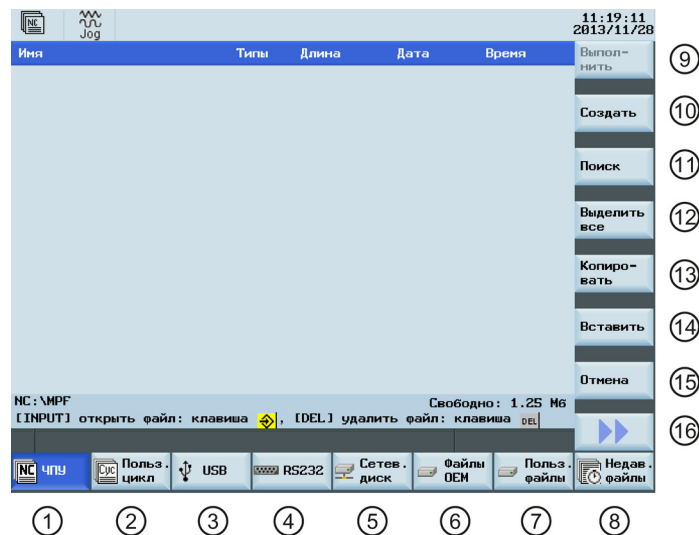 NC
Jog
11:19:11
2013/11/28
Имя Типы Длина Дата Время
Выпол-
нить
9
Создать
10
Поиск
11
Выделить
все
12
Копиро-
вать
13
Вставить
14
Отмена
15
NC:\MPF Свободно: 1.25 Мб
[INPUT] открыть файл: клавиша , [DEL] удалить файл: клавиша DEL
16
NC ЧПУ
Cyc Польз.
цикл
USB
RS232
Сетев.
диск
Файлы
OEM
Польз.
файлы
Недав.
файлы
1 2 3 4 5 6 7 8